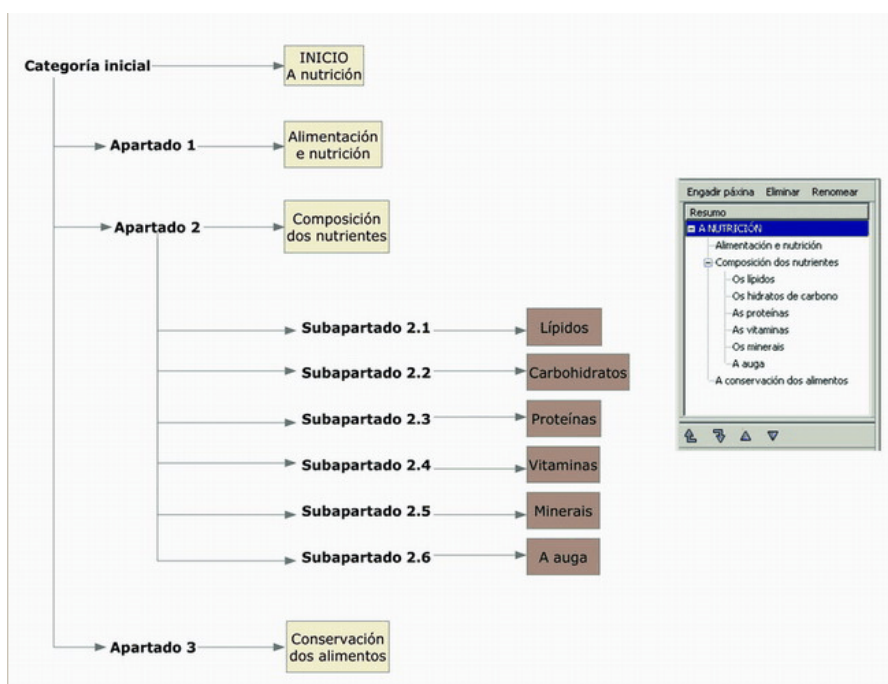 Categoría inicial
INICIO
A nutrición
Apartado 1
Alimentación
e nutrición
Apartado 2
Composición
dos nutrientes
Subapartado 2.1
Lípidos
Subapartado 2.2
Carbohidratos
Subapartado 2.3
Proteínas
Subapartado 2.4
Vitaminas
Subapartado 2.5
Minerais
Subapartado 2.6
A auga
Apartado 3
Conservación
dos alimentos
Engadir páxina Eliminar Renomear
Resumo
A NUTRICIÓN
Alimentación e nutrición
Composición dos nutrientes
Os lípidos
Os hidratos de carbono
As proteínas
As vitaminas
Os minerais
A auga
A conservación dos alimentos